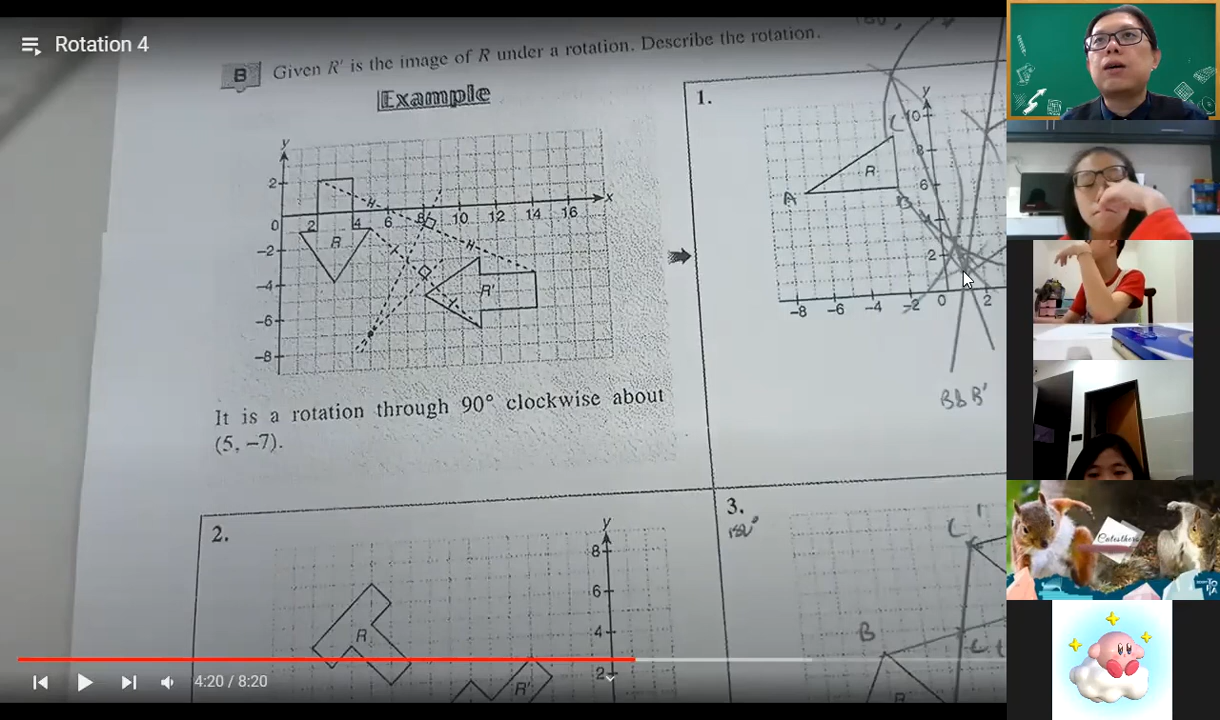 Rotation 4
B Given R' is the image of R under a rotation. Describe the rotation.
Example
y
2
0 2 4 6 8 10 12 14 16 x
R
−2
−4
R'
−6
−8
It is a rotation through 90° clockwise about
(5, −7).
1.
180°,
y
10
C
8
R
6
A
B
4
2
−8 −6 −4 −2 0 2
B & B'
2.
y
8
6
R
4
2
R'
3.
180°
C'
B
C
R
4:20 / 8:20
Catesthers